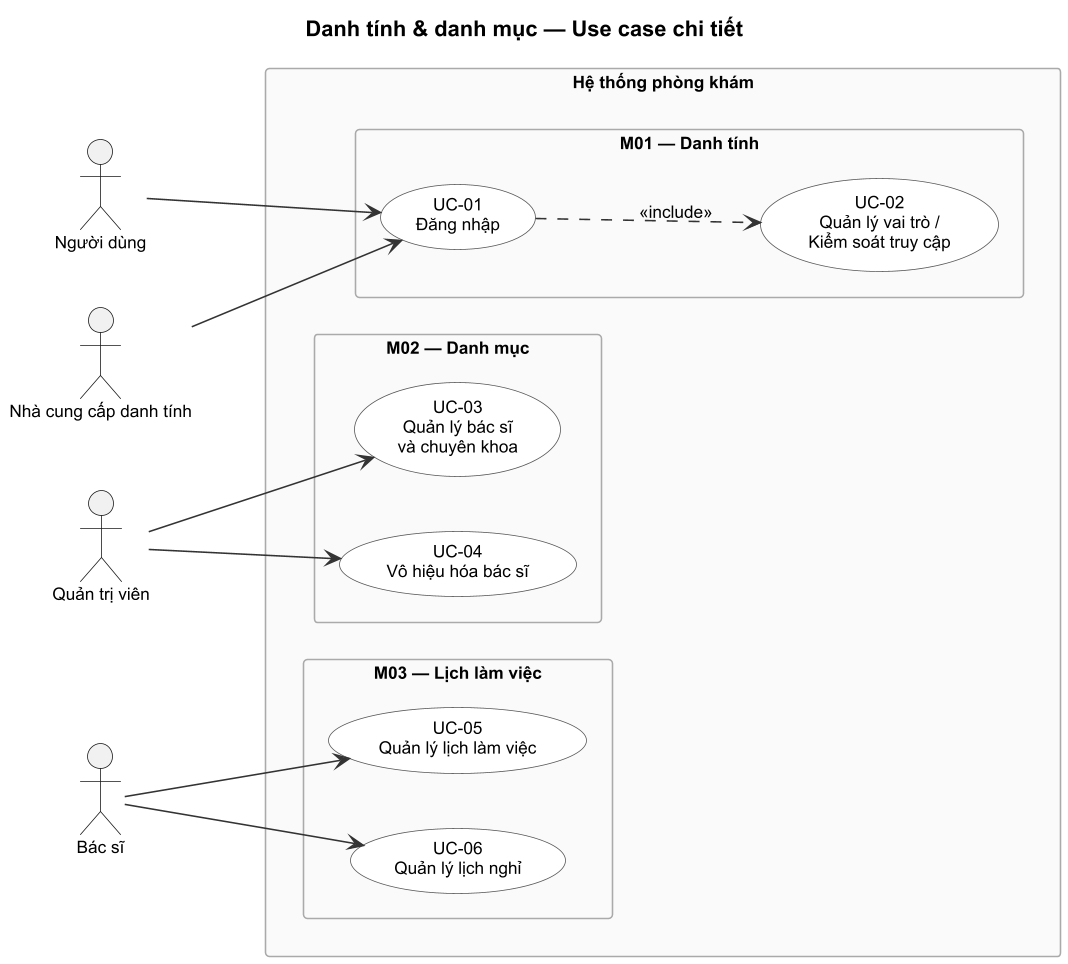 Danh tính & danh mục — Use case chi tiết
Hệ thống phòng khám
M01 — Danh tính
UC-01
Đăng nhập
«include»
UC-02
Quản lý vai trò /
Kiểm soát truy cập
Người dùng
Nhà cung cấp danh tính
M02 — Danh mục
UC-03
Quản lý bác sĩ
và chuyên khoa
UC-04
Vô hiệu hóa bác sĩ
Quản trị viên
M03 — Lịch làm việc
UC-05
Quản lý lịch làm việc
UC-06
Quản lý lịch nghỉ
Bác sĩ